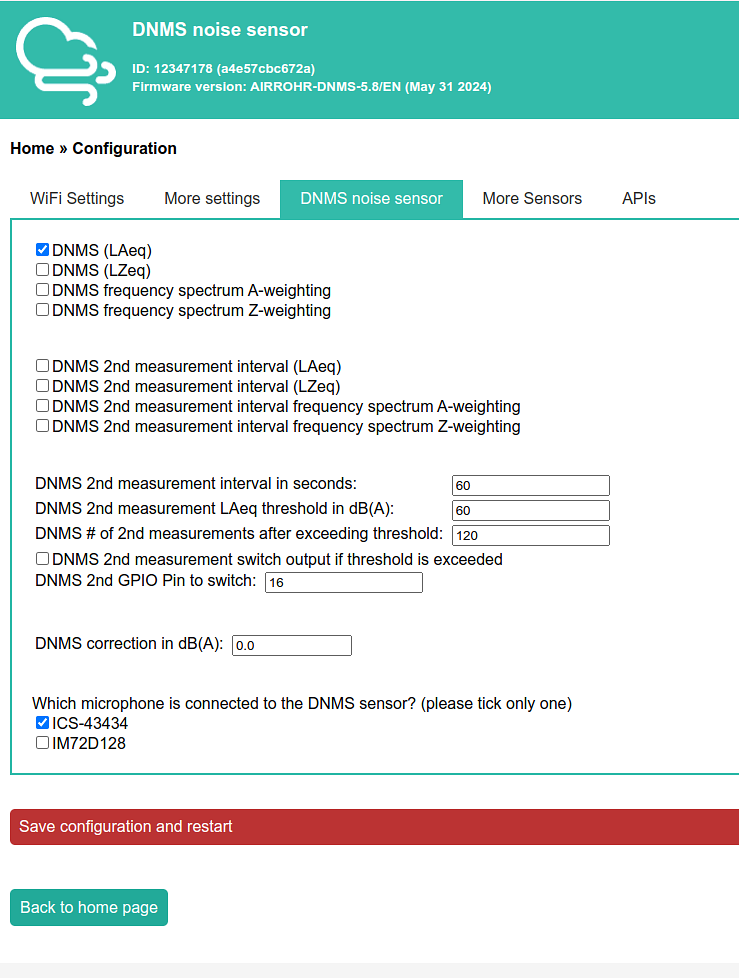 DNMS noise sensor
ID: 12347178 (a4e57cbc672a)
Firmware version: AIRROHR-DNMS-5.8/EN (May 31 2024)
Home » Configuration
WiFi Settings More settings DNMS noise sensor More Sensors APIs
DNMS (LAeq)
DNMS (LZeq)
DNMS frequency spectrum A-weighting
DNMS frequency spectrum Z-weighting
DNMS 2nd measurement interval (LAeq)
DNMS 2nd measurement interval (LZeq)
DNMS 2nd measurement interval frequency spectrum A-weighting
DNMS 2nd measurement interval frequency spectrum Z-weighting
DNMS 2nd measurement interval in seconds: 60
DNMS 2nd measurement LAeq threshold in dB(A): 60
DNMS # of 2nd measurements after exceeding threshold: 120
DNMS 2nd measurement switch output if threshold is exceeded
DNMS 2nd GPIO Pin to switch: 16
DNMS correction in dB(A): 0.0
Which microphone is connected to the DNMS sensor? (please tick only one)
ICS-43434
IM72D128
Save configuration and restart
Back to home page